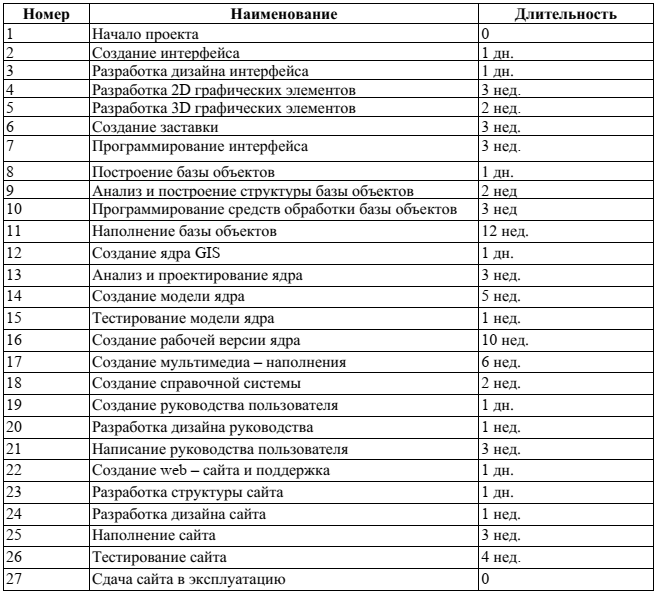 Номер Наименование Длительность
1 Начало проекта 0
2 Создание интерфейса 1 дн.
3 Разработка дизайна интерфейса 1 дн.
4 Разработка 2D графических элементов 3 нед.
5 Разработка 3D графических элементов 2 нед.
6 Создание заставки 3 нед.
7 Программирование интерфейса 3 нед.
8 Построение базы объектов 1 дн.
9 Анализ и построение структуры базы объектов 2 нед
10 Программирование средств обработки базы объектов 3 нед
11 Наполнение базы объектов 12 нед.
12 Создание ядра GIS 1 дн.
13 Анализ и проектирование ядра 3 нед.
14 Создание модели ядра 5 нед.
15 Тестирование модели ядра 1 нед.
16 Создание рабочей версии ядра 10 нед.
17 Создание мультимедиа – наполнения 6 нед.
18 Создание справочной системы 2 нед.
19 Создание руководства пользователя 1 дн.
20 Разработка дизайна руководства 1 нед.
21 Написание руководства пользователя 3 нед.
22 Создание web – сайта и поддержка 1 дн.
23 Разработка структуры сайта 1 дн.
24 Разработка дизайна сайта 1 нед.
25 Наполнение сайта 3 нед.
26 Тестирование сайта 4 нед.
27 Сдача сайта в эксплуатацию 0